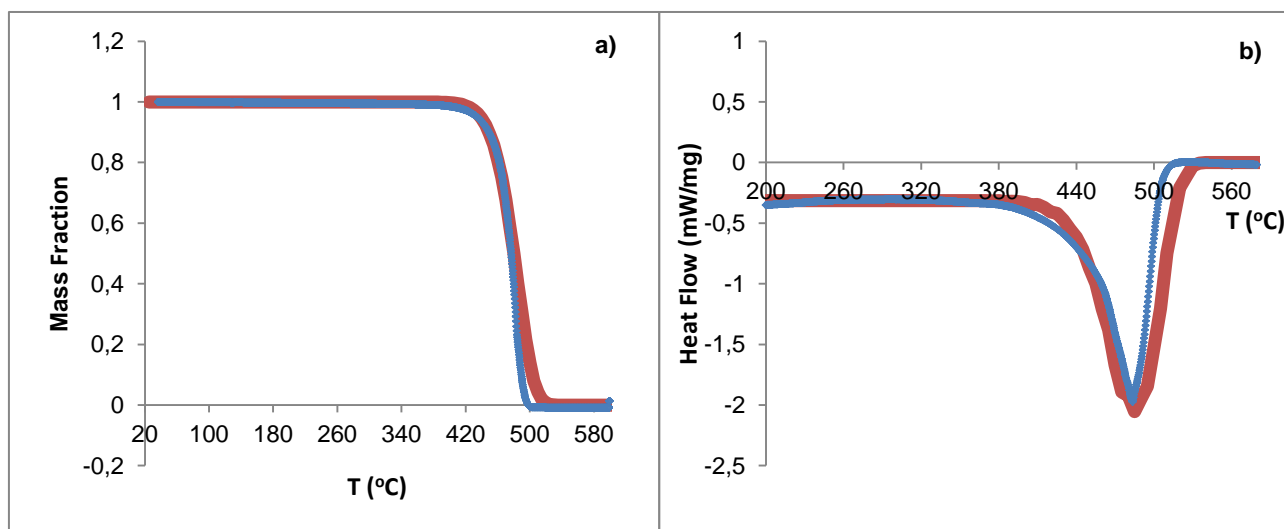 a)
1,2
1
0,8
0,6
0,4
0,2
0
-0,2
Mass Fraction
20 100 180 260 340 420 500 580
T (ºC)
b)
1
0,5
0
-0,5
-1
-1,5
-2
-2,5
Heat Flow (mW/mg)
200 260 320 380 440 500 560
T (ºC)